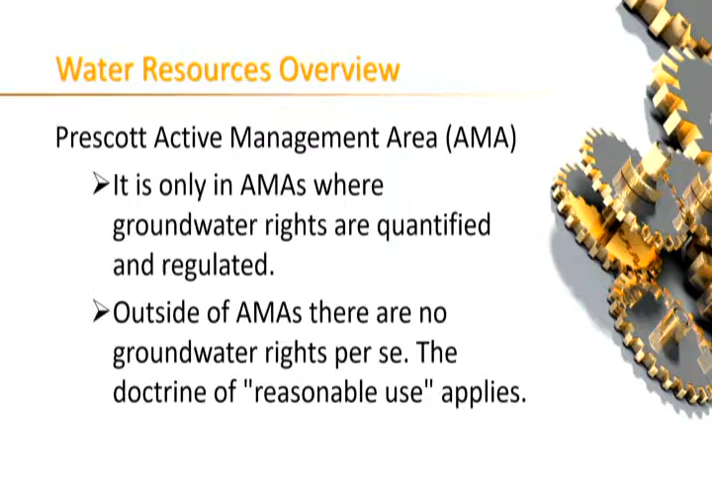 Water Resources Overview
Prescott Active Management Area (AMA)
➢It is only in AMAs where
groundwater rights are quantified
and regulated.
➢Outside of AMAs there are no
groundwater rights per se. The
doctrine of "reasonable use" applies.